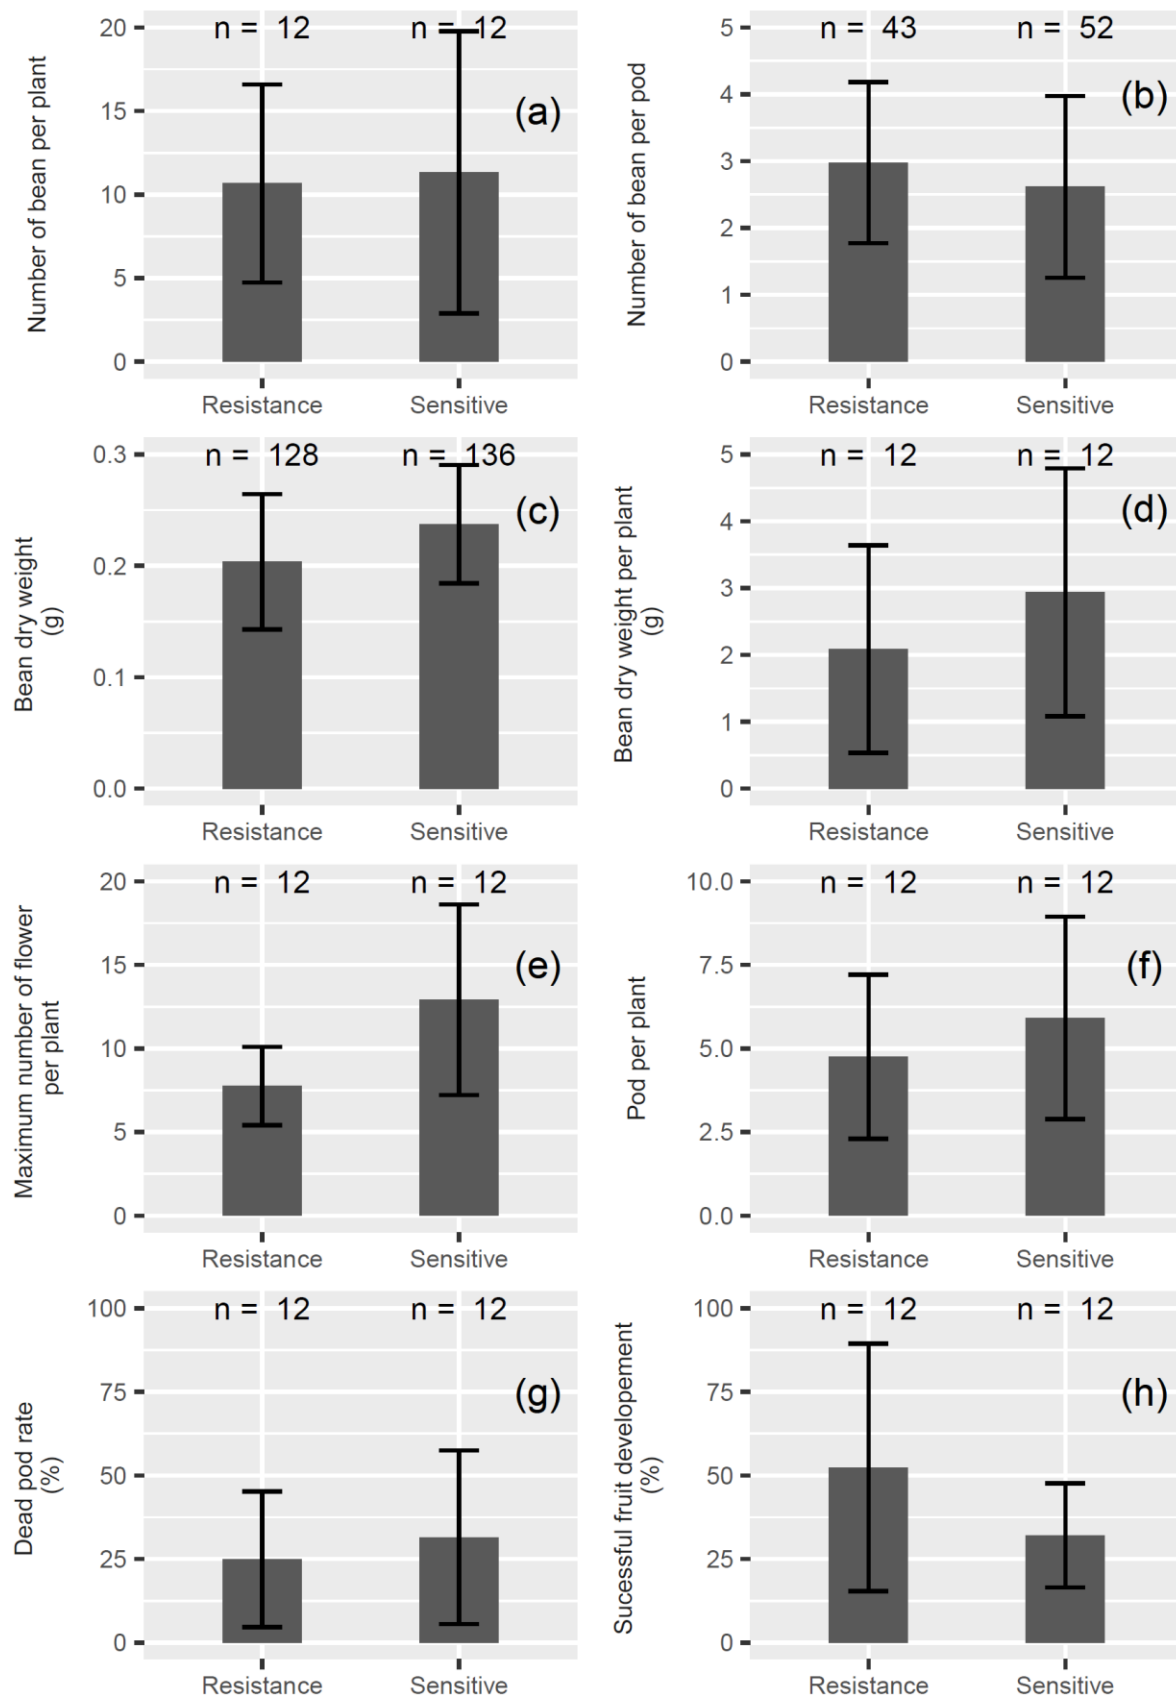 Number of bean per plant
20
15
10
5
0
n = 12
n = 12
(a)
Resistance
Sensitive
Number of bean per pod
5
4
3
2
1
0
n = 43
n = 52
(b)
Resistance
Sensitive
Bean dry weight
(g)
0.3
0.2
0.1
0.0
n = 128
n = 136
(c)
Resistance
Sensitive
Bean dry weight per plant
(g)
5
4
3
2
1
0
n = 12
n = 12
(d)
Resistance
Sensitive
Maximum number of flower
per plant
20
15
10
5
0
n = 12
n = 12
(e)
Resistance
Sensitive
Pod per plant
10.0
7.5
5.0
2.5
0.0
n = 12
n = 12
(f)
Resistance
Sensitive
Dead pod rate
(%)
100
75
50
25
0
n = 12
n = 12
(g)
Resistance
Sensitive
Sucessful fruit developement
(%)
100
75
50
25
0
n = 12
n = 12
(h)
Resistance
Sensitive